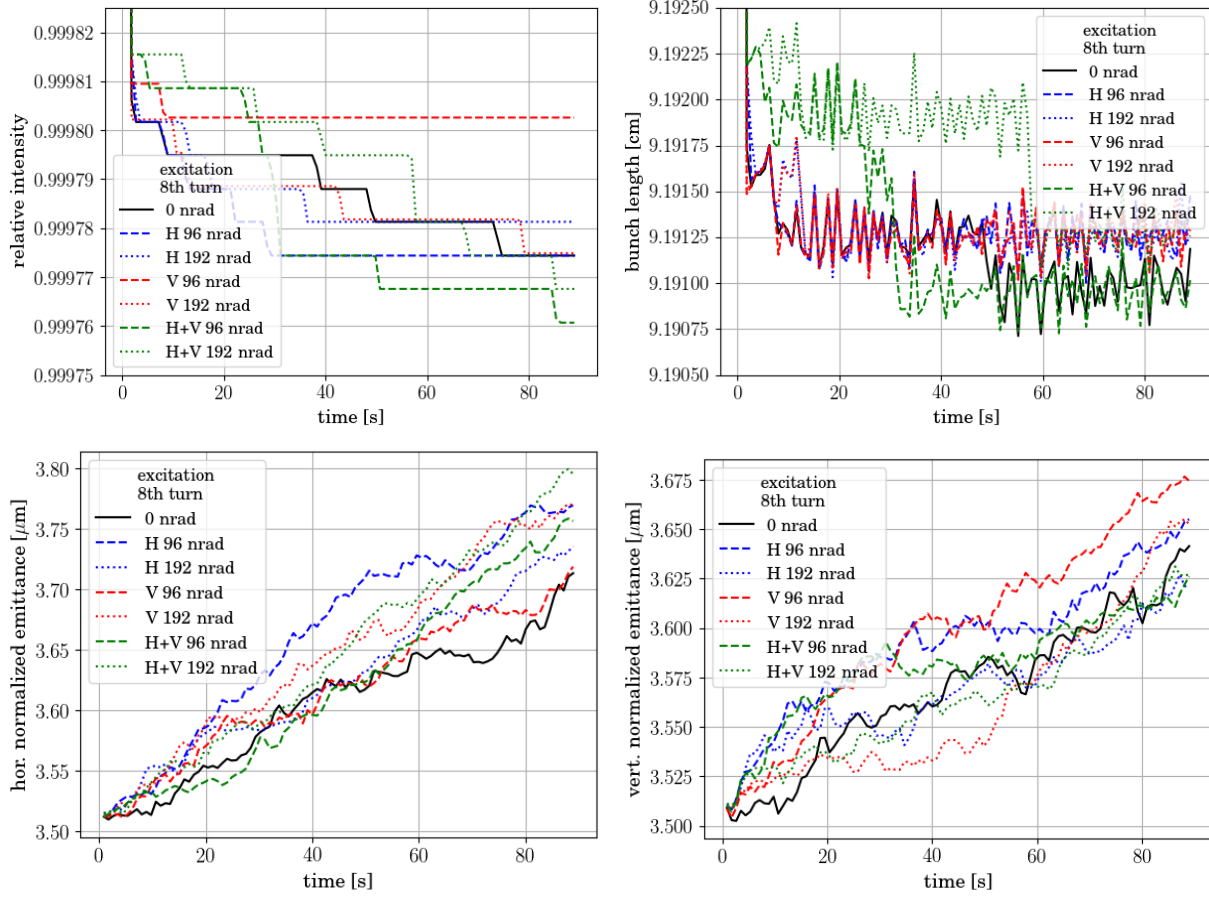 relative intensity
0.99982
0.99981
0.99980
0.99979
0.99978
0.99977
0.99976
0.99975
excitation
8th turn
0 nrad
H 96 nrad
H 192 nrad
V 96 nrad
V 192 nrad
H+V 96 nrad
H+V 192 nrad
0 20 40 60 80
time [s]
bunch length [cm]
9.19250
9.19225
9.19200
9.19175
9.19150
9.19125
9.19100
9.19075
9.19050
excitation
8th turn
0 nrad
H 96 nrad
H 192 nrad
V 96 nrad
V 192 nrad
H+V 96 nrad
H+V 192 nrad
0 20 40 60 80
time [s]
hor. normalized emittance [μm]
3.80
3.75
3.70
3.65
3.60
3.55
3.50
excitation
8th turn
0 nrad
H 96 nrad
H 192 nrad
V 96 nrad
V 192 nrad
H+V 96 nrad
H+V 192 nrad
0 20 40 60 80
time [s]
vert. normalized emittance [μm]
3.675
3.650
3.625
3.600
3.575
3.550
3.525
3.500
excitation
8th turn
0 nrad
H 96 nrad
H 192 nrad
V 96 nrad
V 192 nrad
H+V 96 nrad
H+V 192 nrad
0 20 40 60 80
time [s]